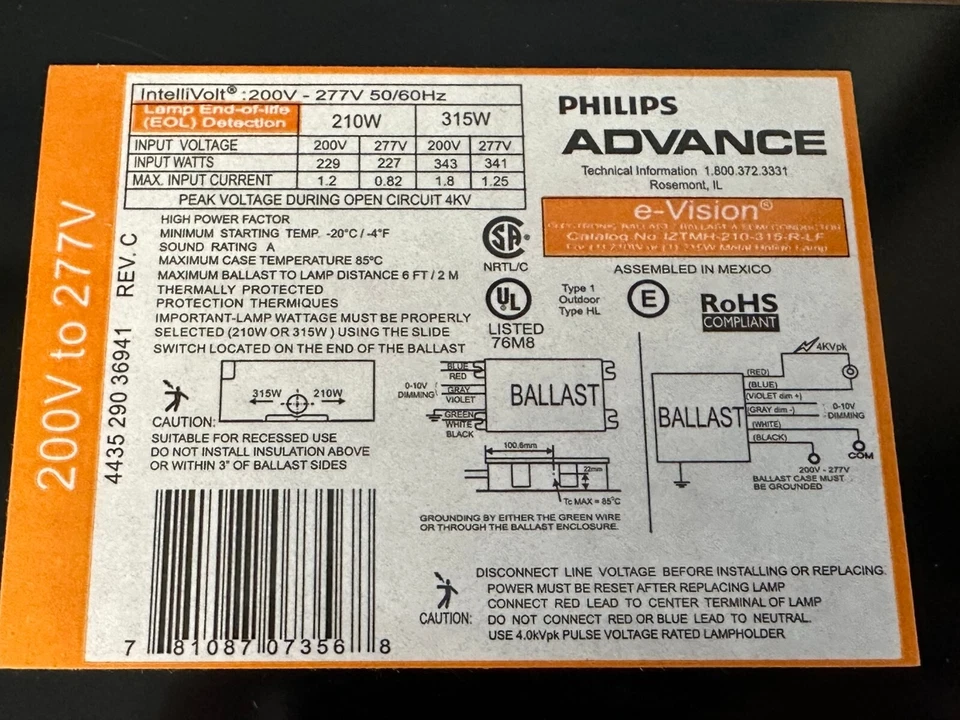 200V to 277V
4435 290 36941 REV. C
IntelliVolt® :200V - 277V 50/60Hz
Lamp End-of-life
(EOL) Detection
210W 315W
INPUT VOLTAGE 200V 277V 200V 277V
INPUT WATTS 229 227 343 341
MAX. INPUT CURRENT 1.2 0.82 1.8 1.25
PEAK VOLTAGE DURING OPEN CIRCUIT 4KV
HIGH POWER FACTOR
MINIMUM STARTING TEMP. -20°C / -4°F
SOUND RATING A
MAXIMUM CASE TEMPERATURE 85°C
MAXIMUM BALLAST TO LAMP DISTANCE 6 FT / 2 M
THERMALLY PROTECTED
PROTECTION THERMIQUES
IMPORTANT-LAMP WATTAGE MUST BE PROPERLY
SELECTED (210W OR 315W ) USING THE SLIDE
SWITCH LOCATED ON THE END OF THE BALLAST
315W 210W
CAUTION:
SUITABLE FOR RECESSED USE
DO NOT INSTALL INSULATION ABOVE
OR WITHIN 3" OF BALLAST SIDES
7 81087 07356 8
PHILIPS
ADVANCE
Technical Information 1.800.372.3331
Rosemont, IL
e-Vision®
Catalog No I2TMH-210-315-R-LF
ASSEMBLED IN MEXICO
SA
NRTL/C
UL
LISTED
76M8
Type 1
Outdoor
Type HL
E
RoHS
COMPLIANT
0-10V
DIMMING
BLUE
RED
GRAY
VIOLET
GREEN
WHITE
BLACK
BALLAST
100.6mm
22mm
Tc MAX = 85°C
GROUNDING BY EITHER THE GREEN WIRE
OR THROUGH THE BALLAST ENCLOSURE.
BALLAST
4KVpk
(RED)
(BLUE)
(VIOLET dim +)
(GRAY dim -)
0-10V
DIMMING
(WHITE)
(BLACK)
COM
200V - 277V
BALLAST CASE MUST
BE GROUNDED
CAUTION:
DISCONNECT LINE VOLTAGE BEFORE INSTALLING OR REPLACING.
POWER MUST BE RESET AFTER REPLACING LAMP
CONNECT RED LEAD TO CENTER TERMINAL OF LAMP
DO NOT CONNECT RED OR BLUE LEAD TO NEUTRAL.
USE 4.0kVpk PULSE VOLTAGE RATED LAMPHOLDER